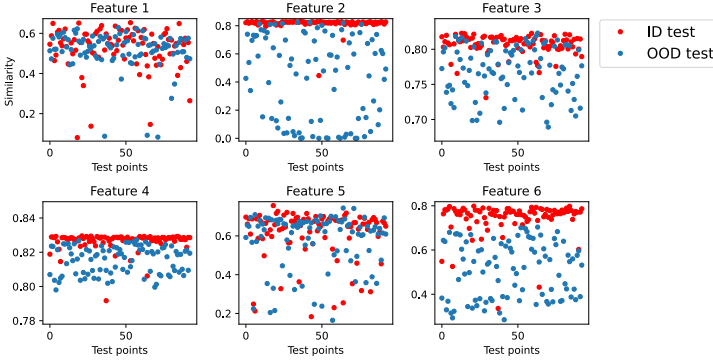 Feature 1
Feature 2
Feature 3
ID test
OOD test
Similarity
0.6
0.4
0.2
0
50
Test points
0.8
0.6
0.4
0.2
0.0
0
50
Test points
0.80
0.75
0.70
0
50
Test points
Feature 4
Feature 5
Feature 6
0.84
0.82
0.80
0.78
0
50
Test points
0.6
0.4
0.2
0
50
Test points
0.8
0.6
0.4
0
50
Test points